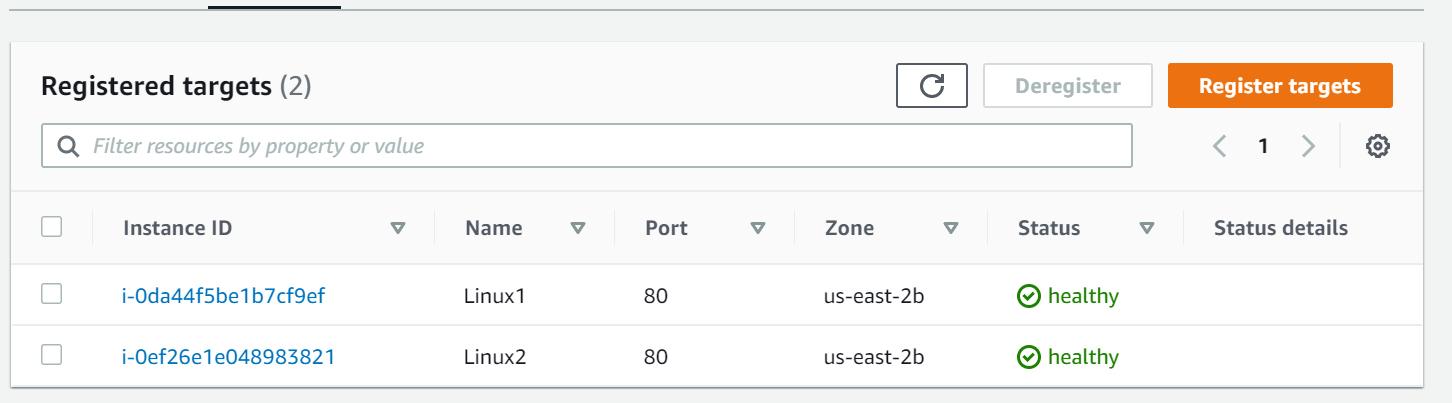 Registered targets (2)
Deregister
Register targets
Filter resources by property or value
1
Instance ID Name Port Zone Status Status details
i-0da44f5be1b7cf9ef Linux1 80 us-east-2b healthy
i-0ef26e1e048983821 Linux2 80 us-east-2b healthy